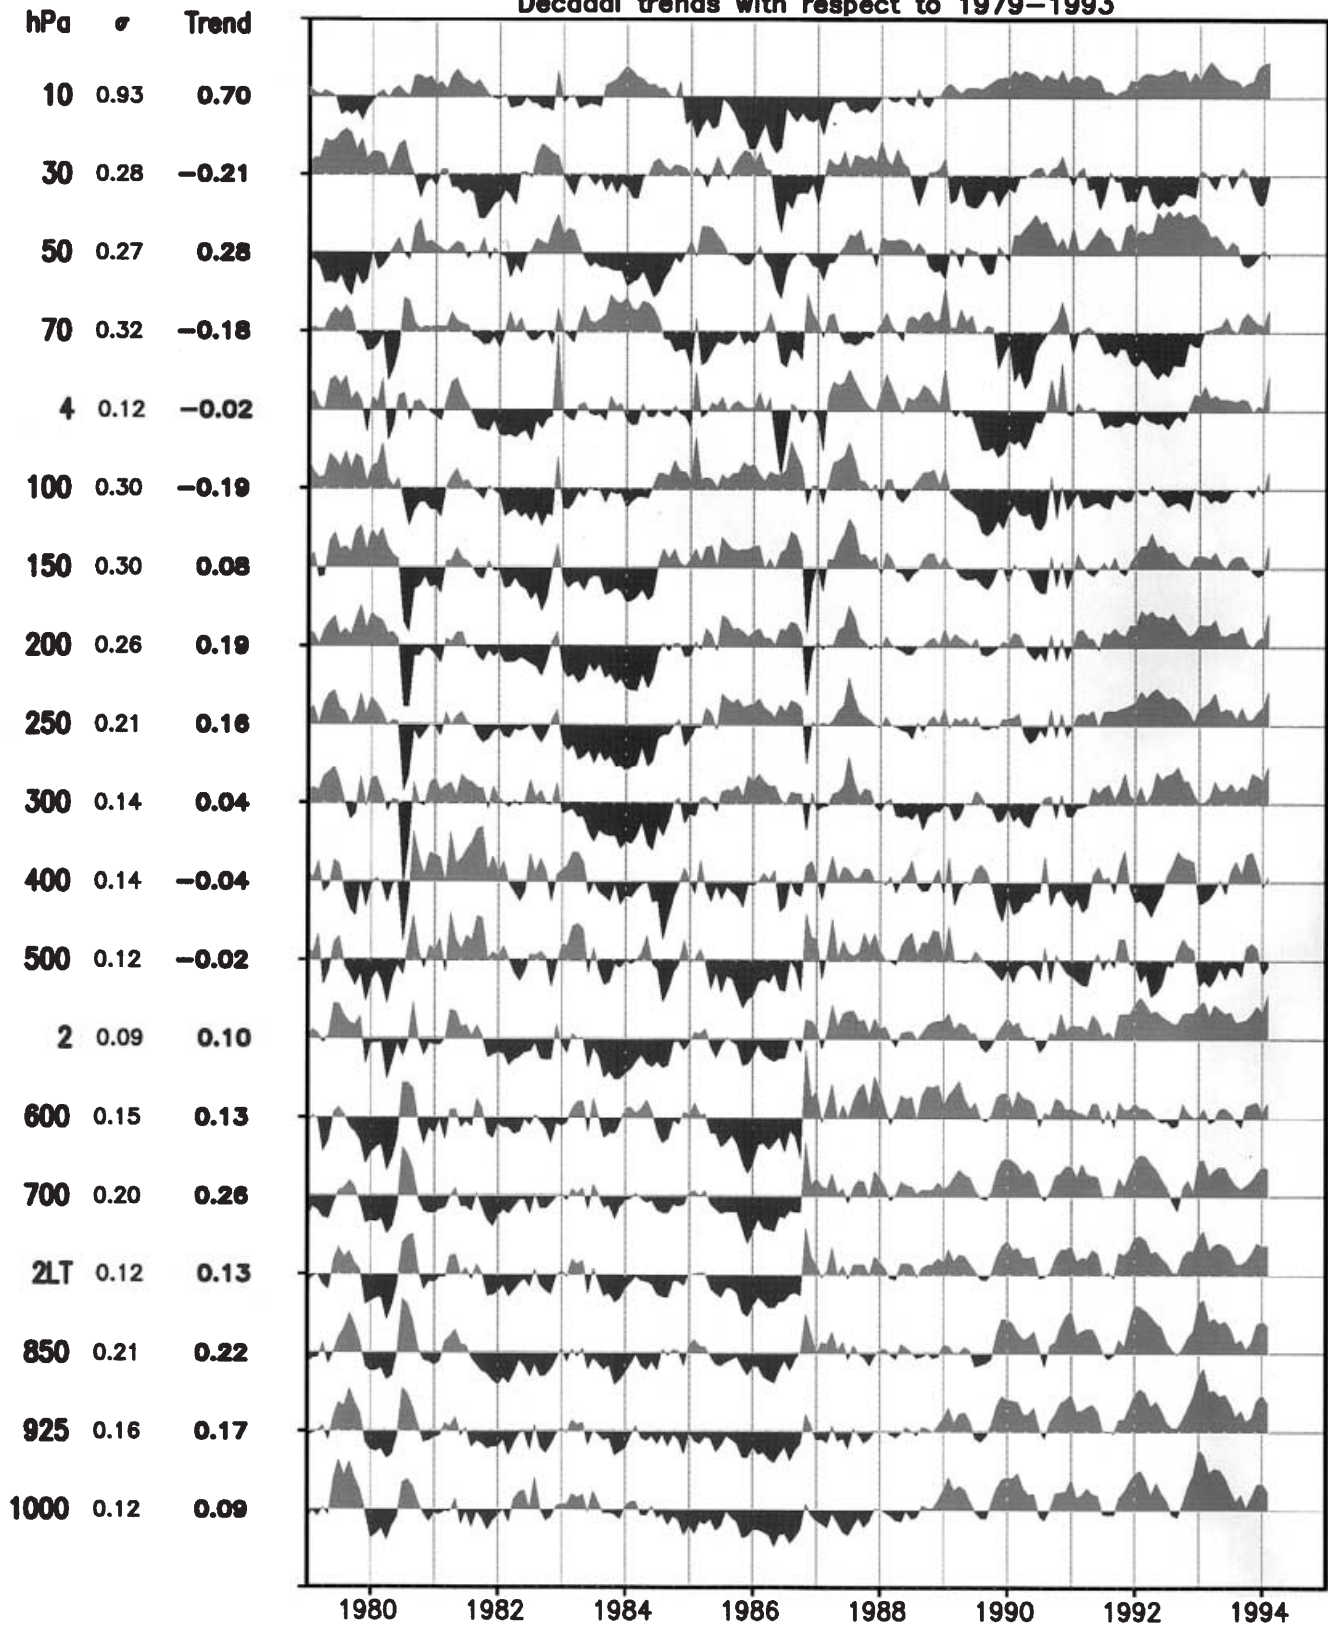 Decadal trends with respect to 1979–1993
hPa σ Trend
10 0.93 0.70
30 0.28 −0.21
50 0.27 0.28
70 0.32 −0.18
4 0.12 −0.02
100 0.30 −0.19
150 0.30 0.08
200 0.26 0.19
250 0.21 0.16
300 0.14 0.04
400 0.14 −0.04
500 0.12 −0.02
2 0.09 0.10
600 0.15 0.13
700 0.20 0.26
2LT 0.12 0.13
850 0.21 0.22
925 0.16 0.17
1000 0.12 0.09
1980 1982 1984 1986 1988 1990 1992 1994